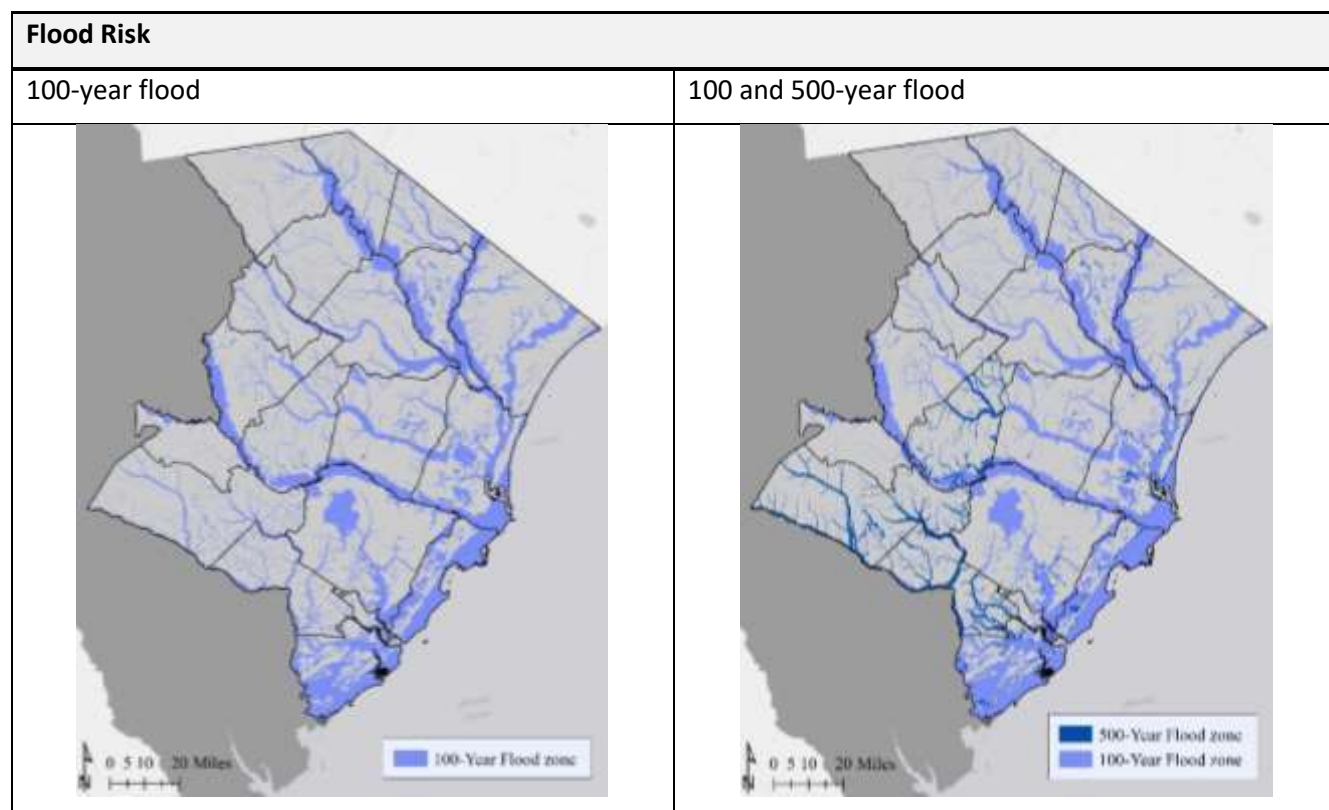 Flood Risk
100-year flood
100 and 500-year flood
N
0 5 10 20 Miles
100-Year Flood zone
N
0 5 10 20 Miles
500-Year Flood zone
100-Year Flood zone